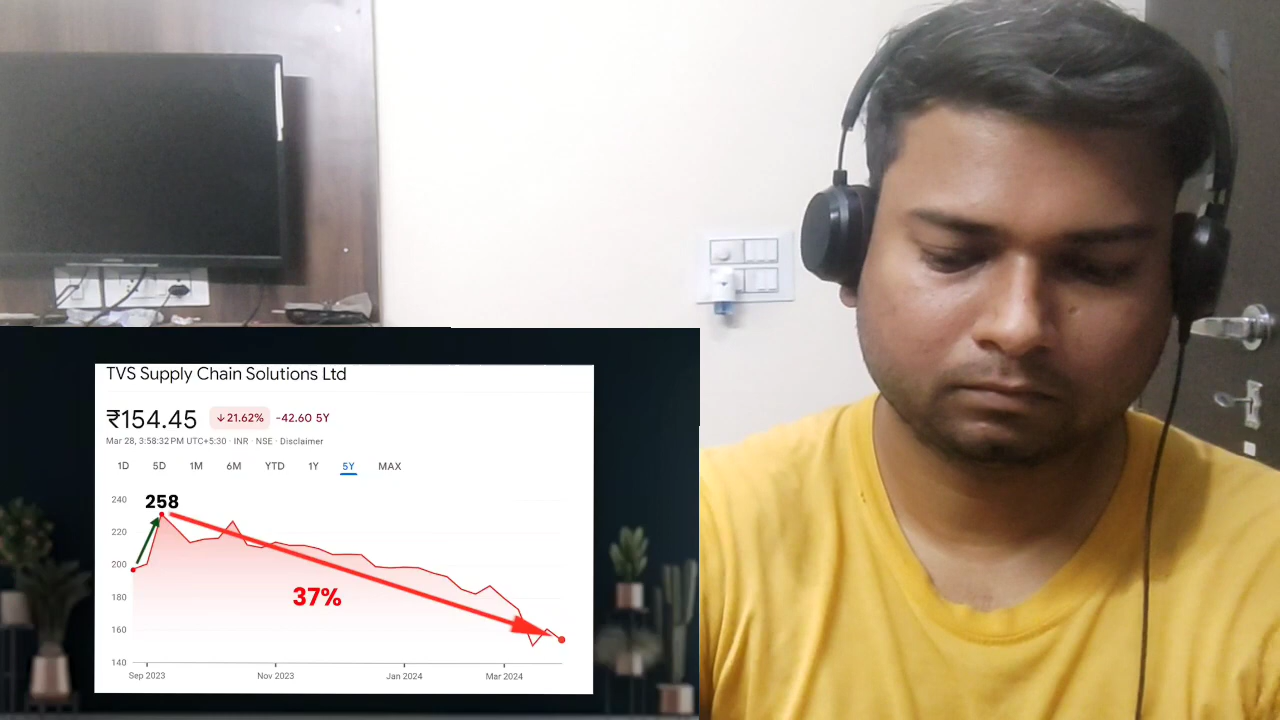 TVS Supply Chain Solutions Ltd
₹154.45 ↓21.62% -42.60 5Y
Mar 28, 3:58:32 PM UTC+5:30 · INR · NSE · Disclaimer
1D 5D 1M 6M YTD 1Y 5Y MAX
240
258
220
200
180
37%
160
140
Sep 2023 Nov 2023 Jan 2024 Mar 2024